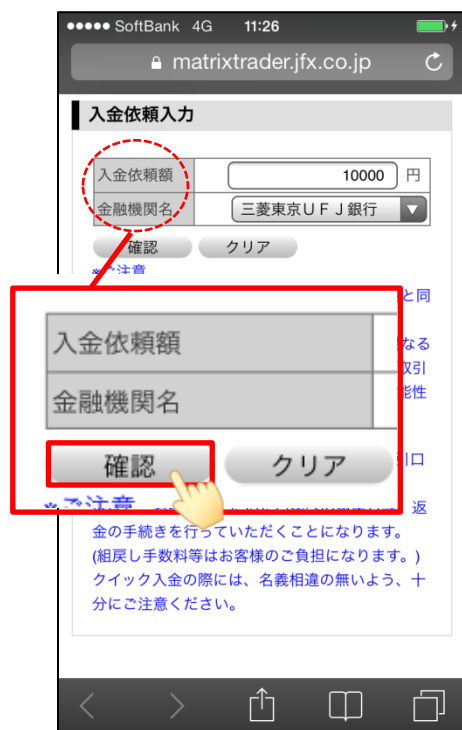 SoftBank 4G 11:26
matrixtrader.jfx.co.jp
入金依頼入力
入金依頼額 10000 円
金融機関名 三菱東京ＵＦＪ銀行
確認 クリア
※ご注意
と同
入金依頼額
なる
取引
金融機関名
能性
確認 クリア
引口
※ご注意
返
金の手続きを行っていただくことになります。
(組戻し手数料等はお客様のご負担になります。)
クイック入金の際には、名義相違の無いよう、十
分にご注意ください。